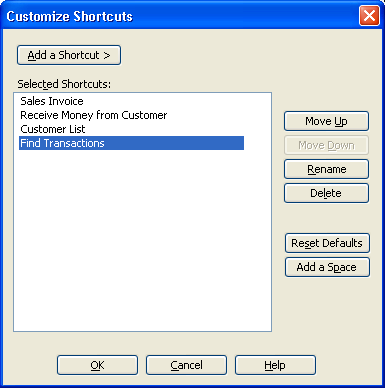 Customize Shortcuts
Add a Shortcut >
Selected Shortcuts:
Sales Invoice
Receive Money from Customer
Customer List
Find Transactions
Move Up
Move Down
Rename
Delete
Reset Defaults
Add a Space
OK
Cancel
Help